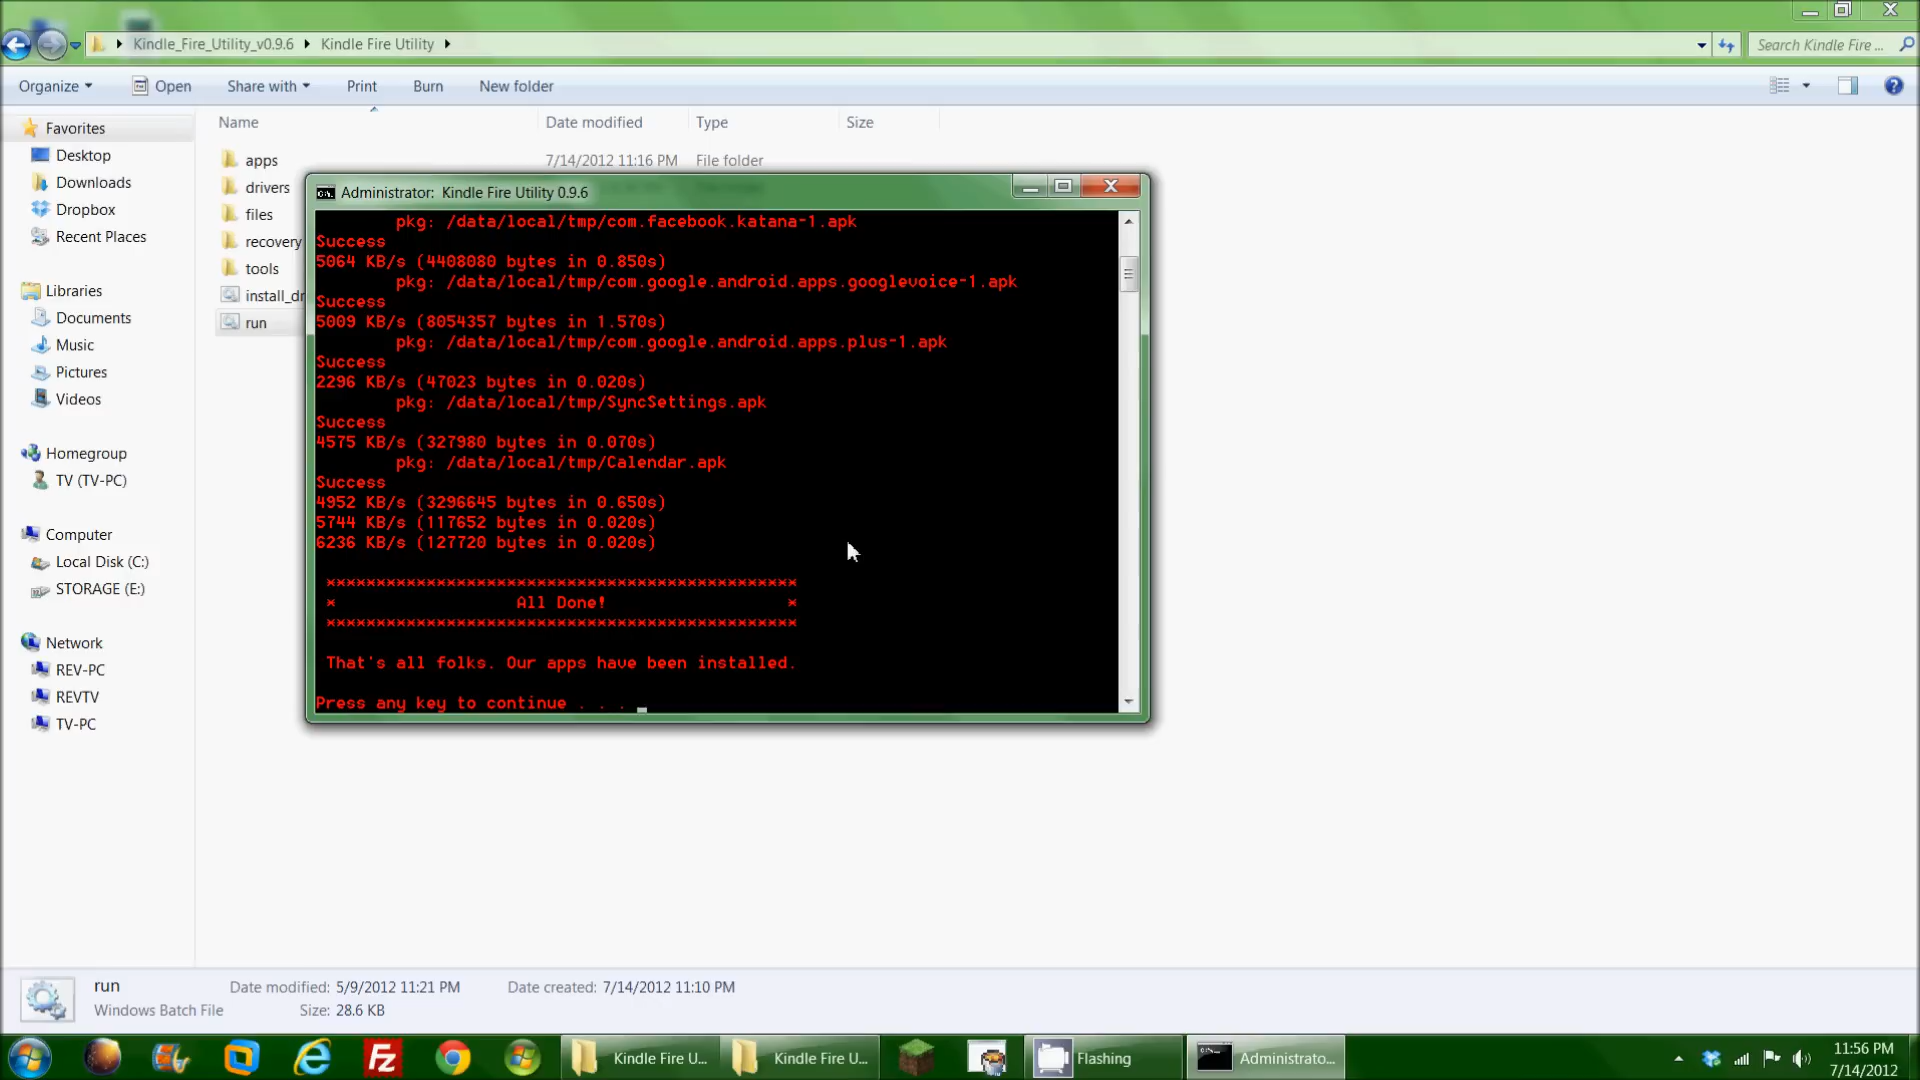 Kindle_Fire_Utility_v0.9.6 Kindle Fire Utility
Search Kindle Fire ...
Organize Open Share with Print Burn New folder
Name Date modified Type Size
Favorites
Desktop
Downloads
Dropbox
Recent Places
Libraries
Documents
Music
Pictures
Videos
Homegroup
TV (TV-PC)
Computer
Local Disk (C:)
STORAGE (E:)
Network
REV-PC
REVTV
TV-PC
apps 7/14/2012 11:16 PM File folder
drivers
files
recovery
tools
install_dr
run
Administrator: Kindle Fire Utility 0.9.6
pkg: /data/local/tmp/com.facebook.katana-1.apk
Success
5064 KB/s (4408080 bytes in 0.850s)
pkg: /data/local/tmp/com.google.android.apps.googlevoice-1.apk
Success
5009 KB/s (8054357 bytes in 1.570s)
pkg: /data/local/tmp/com.google.android.apps.plus-1.apk
Success
2296 KB/s (47023 bytes in 0.020s)
pkg: /data/local/tmp/SyncSettings.apk
Success
4575 KB/s (327980 bytes in 0.070s)
pkg: /data/local/tmp/Calendar.apk
Success
4952 KB/s (3296645 bytes in 0.650s)
5744 KB/s (117652 bytes in 0.020s)
6236 KB/s (127720 bytes in 0.020s)
***********************************************
* All Done! *
***********************************************
That's all folks. Our apps have been installed.
Press any key to continue . . .
run Date modified: 5/9/2012 11:21 PM Date created: 7/14/2012 11:10 PM
Windows Batch File Size: 28.6 KB
Kindle Fire U... Kindle Fire U... Flashing Administrato...
11:56 PM
7/14/2012